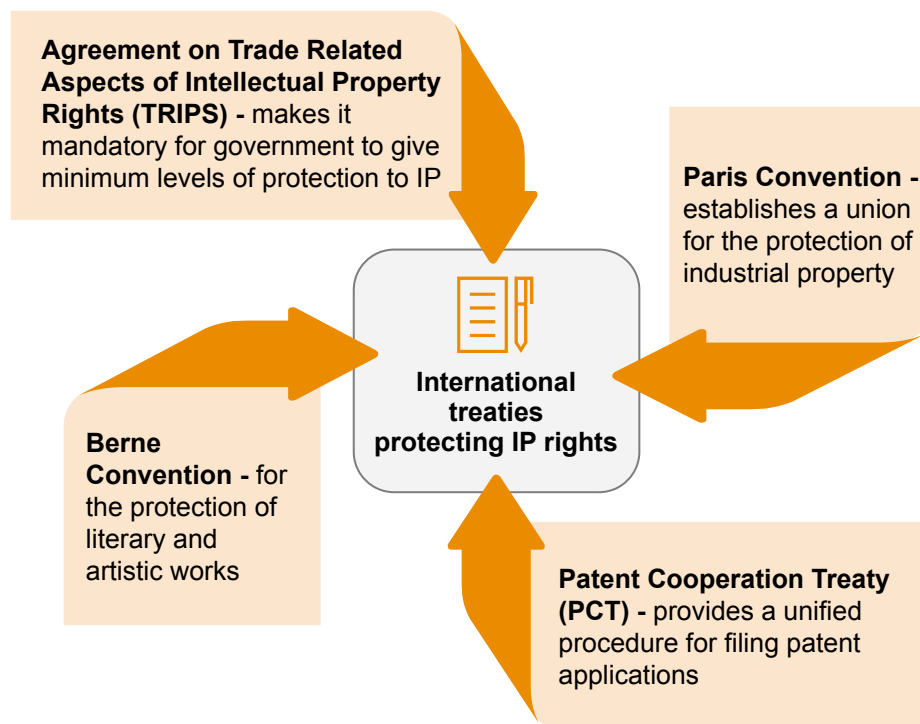 Agreement on Trade Related
Aspects of Intellectual Property
Rights (TRIPS) - makes it
mandatory for government to give
minimum levels of protection to IP
Paris Convention -
establishes a union
for the protection of
industrial property
International
treaties
protecting IP rights
Berne
Convention - for
the protection of
literary and
artistic works
Patent Cooperation Treaty
(PCT) - provides a unified
procedure for filing patent
applications